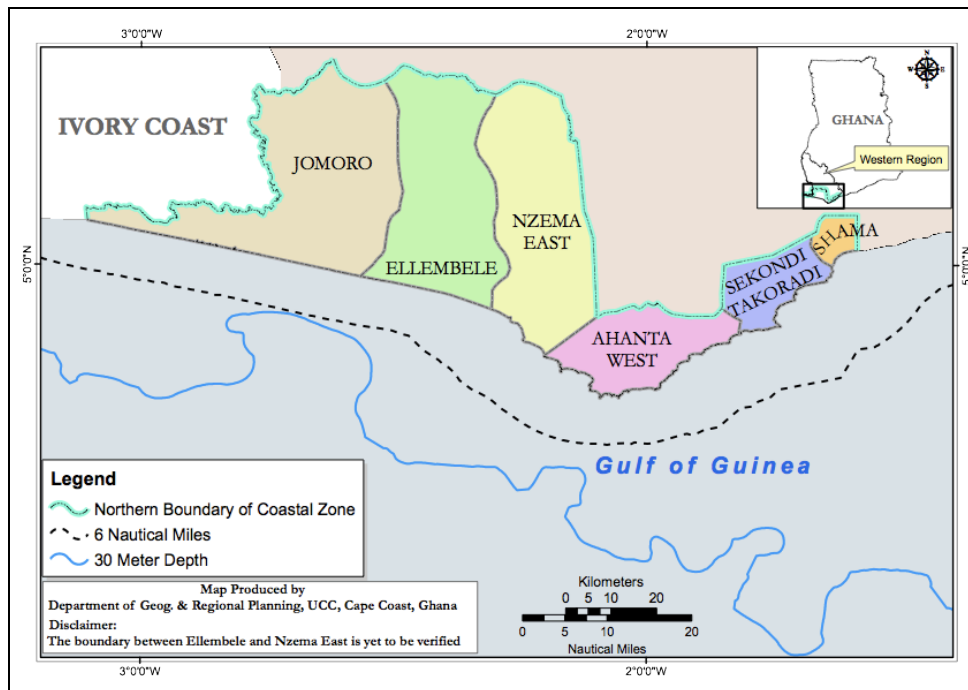 3°0'0"W
2°0'0"W
N
W
E
S
IVORY COAST
GHANA
Western Region
JOMORO
NZEMA
EAST
ELLEMBELE
SHAMA
SEKONDI
TAKORADI
5°0'0"N
5°0'0"N
AHANTA
WEST
Gulf of Guinea
Legend
Northern Boundary of Coastal Zone
6 Nautical Miles
30 Meter Depth
Map Produced by
Department of Geog. & Regional Planning, UCC, Cape Coast, Ghana
Disclaimer:
The boundary between Ellembele and Nzema East is yet to be verified
Kilometers
20 0 5 10 20
10 0 5 10 20
Nautical Miles
3°0'0"W
2°0'0"W